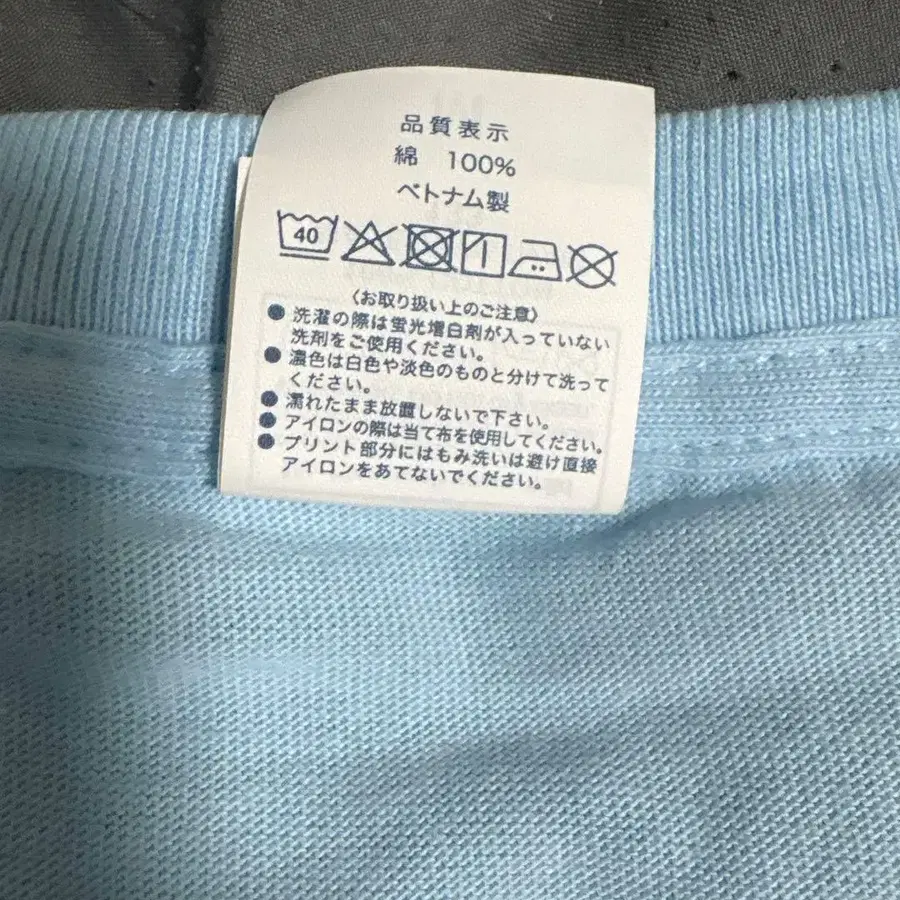 品質表示
綿 100%
ベトナム製
40
〈お取り扱い上のご注意〉
●洗濯の際は蛍光増白剤が入っていない
洗剤をご使用ください。
●濃色は白色や淡色のものと分けて洗って
ください。
●濡れたまま放置しないで下さい。
●アイロンの際は当て布を使用してください。
●プリント部分にはもみ洗いは避け直接
アイロンをあてないでください。